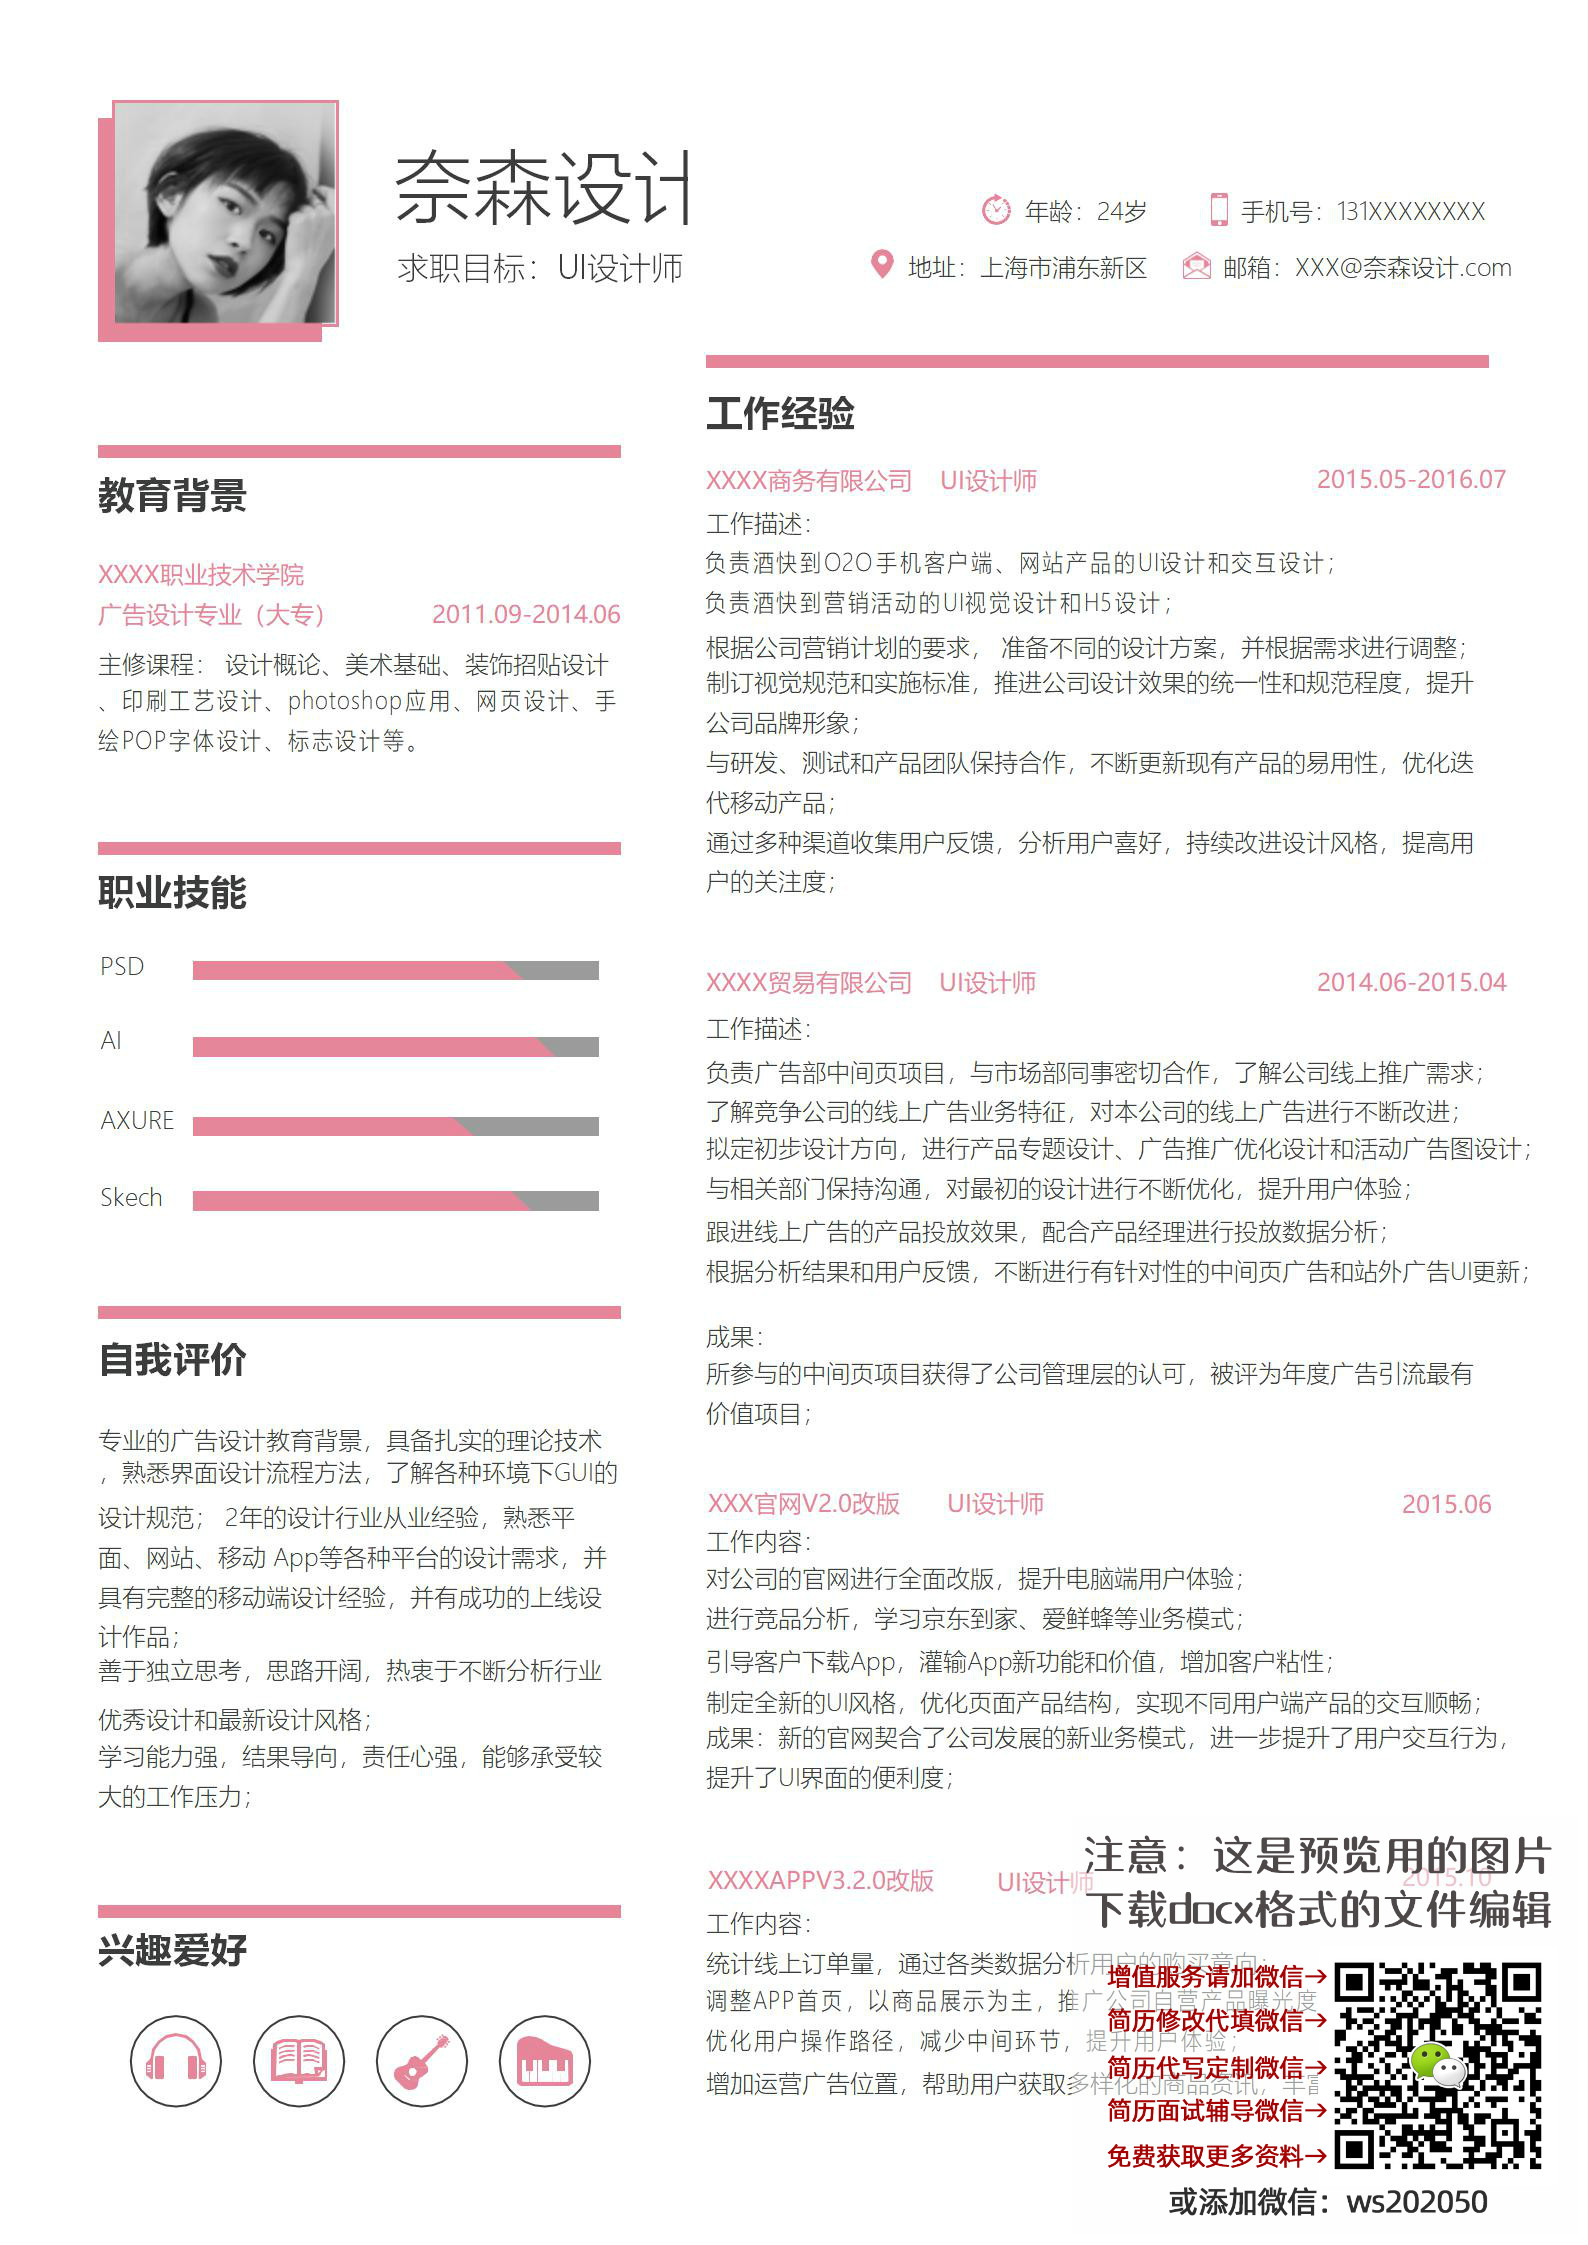 奈森设计
求职目标：UI设计师
年龄：24岁
手机号：131XXXXXXXX
地址：上海市浦东新区
邮箱：XXX@奈森设计.com
教育背景
XXXX职业技术学院
广告设计专业（大专） 2011.09-2014.06
主修课程： 设计概论、美术基础、装饰招贴设计
、印刷工艺设计、photoshop应用、网页设计、手
绘POP字体设计、标志设计等。
职业技能
PSD
AI
AXURE
Skech
自我评价
专业的广告设计教育背景，具备扎实的理论技术
，熟悉界面设计流程方法，了解各种环境下GUI的
设计规范； 2年的设计行业从业经验，熟悉平
面、网站、移动 App等各种平台的设计需求，并
具有完整的移动端设计经验，并有成功的上线设
计作品；
善于独立思考，思路开阔，热衷于不断分析行业
优秀设计和最新设计风格；
学习能力强，结果导向，责任心强，能够承受较
大的工作压力；
兴趣爱好
工作经验
XXXX商务有限公司 UI设计师 2015.05-2016.07
工作描述：
负责酒快到O2O手机客户端、网站产品的UI设计和交互设计；
负责酒快到营销活动的UI视觉设计和H5设计；
根据公司营销计划的要求， 准备不同的设计方案，并根据需求进行调整；
制订视觉规范和实施标准，推进公司设计效果的统一性和规范程度，提升
公司品牌形象；
与研发、测试和产品团队保持合作，不断更新现有产品的易用性，优化迭
代移动产品；
通过多种渠道收集用户反馈，分析用户喜好，持续改进设计风格，提高用
户的关注度；
XXXX贸易有限公司 UI设计师 2014.06-2015.04
工作描述：
负责广告部中间页项目，与市场部同事密切合作，了解公司线上推广需求；
了解竞争公司的线上广告业务特征，对本公司的线上广告进行不断改进；
拟定初步设计方向，进行产品专题设计、广告推广优化设计和活动广告图设计；
与相关部门保持沟通，对最初的设计进行不断优化，提升用户体验；
跟进线上广告的产品投放效果，配合产品经理进行投放数据分析；
根据分析结果和用户反馈，不断进行有针对性的中间页广告和站外广告UI更新；
成果：
所参与的中间页项目获得了公司管理层的认可，被评为年度广告引流最有
价值项目；
XXX官网V2.0改版 UI设计师 2015.06
工作内容：
对公司的官网进行全面改版，提升电脑端用户体验；
进行竞品分析，学习京东到家、爱鲜蜂等业务模式；
引导客户下载App，灌输App新功能和价值，增加客户粘性；
制定全新的UI风格，优化页面产品结构，实现不同用户端产品的交互顺畅；
成果：新的官网契合了公司发展的新业务模式，进一步提升了用户交互行为，
提升了UI界面的便利度；
XXXXAPPV3.2.0改版 UI设计师 2015.10
工作内容：
统计线上订单量，通过各类数据分析用户的购买意向；
调整APP首页，以商品展示为主，推广公司自营产品曝光度
优化用户操作路径，减少中间环节，提升用户体验；
增加运营广告位置，帮助用户获取多样化的商品资讯，丰富
注意：这是预览用的图片
下载docx格式的文件编辑
增值服务请加微信→
简历修改代填微信→
简历代写定制微信→
简历面试辅导微信→
免费获取更多资料→
或添加微信：ws202050